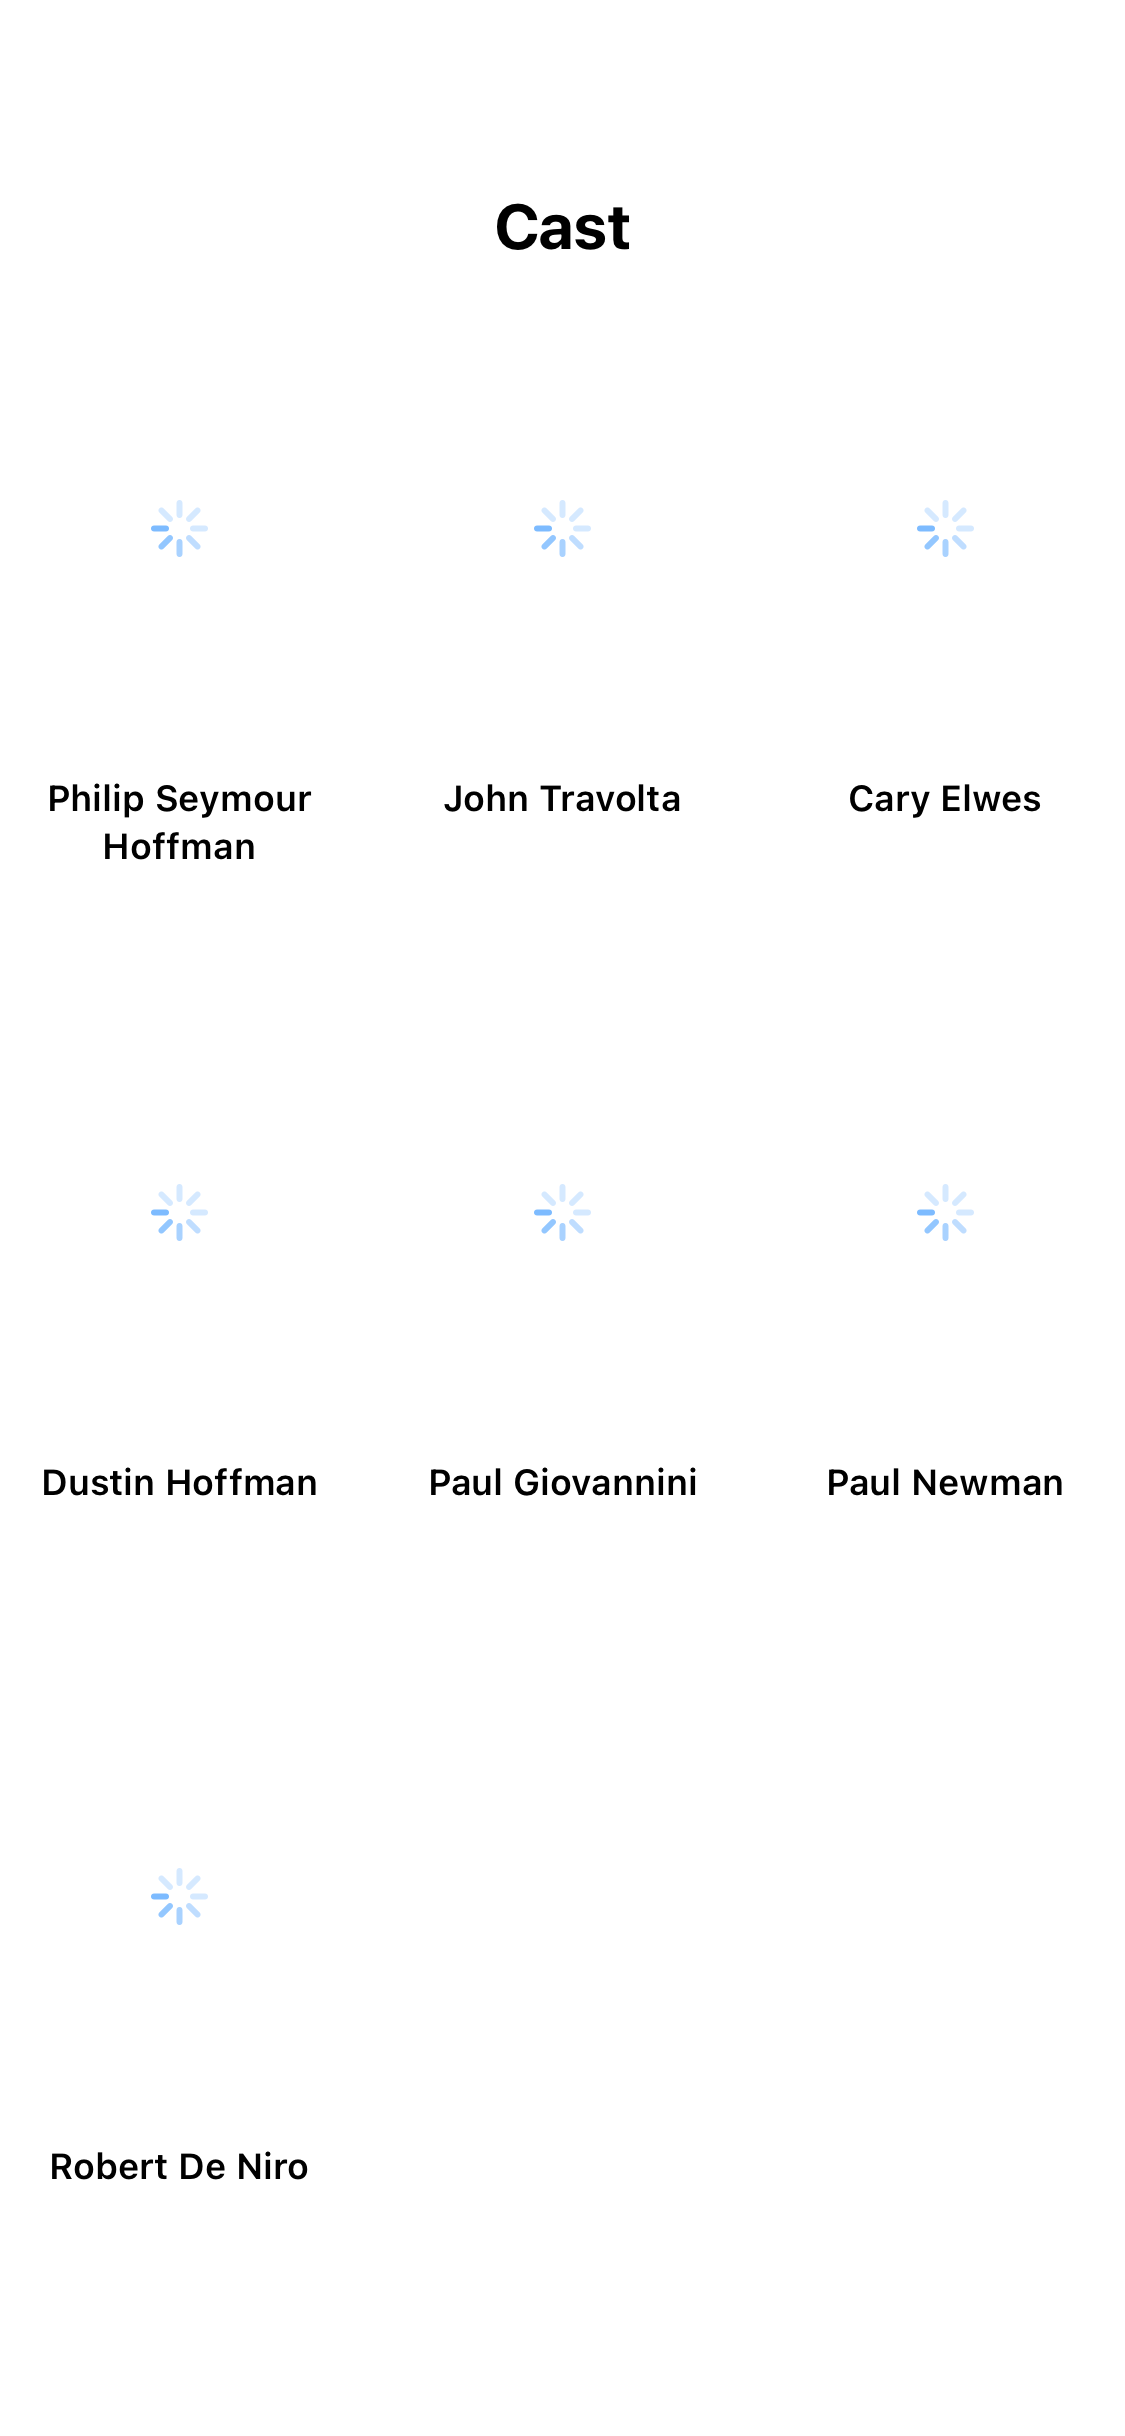 Cast
Philip Seymour
Hoffman
John Travolta
Cary Elwes
Dustin Hoffman
Paul Giovannini
Paul Newman
Robert De Niro